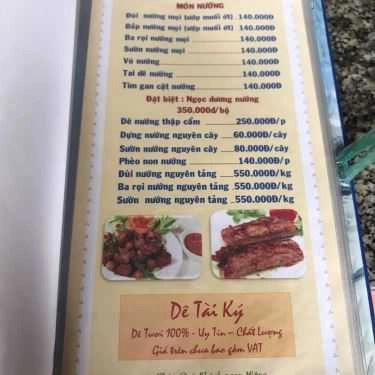 MÓN NƯỚNG
Đùi nướng mọi (ướp muối ớt) ..140.000Đ
Bắp nướng mọi (ướp muối ớt) .140.000Đ
Ba rọi nướng mọi ..................140.000Đ
Sườn nướng mọi ..................140.000Đ
Vú nướng ..............................140.000Đ
Tai dê nướng ........................140.000Đ
Tim gan cật nướng ................140.000Đ
Đặt biệt : Ngọc dương nướng
350.000đ/bộ
Dê nướng thập cẩm ..............250.000Đ/p
Dựng nướng nguyên cây ...60.000Đ/cây
Sườn nướng nguyên cây ....80.000Đ/cây
Phèo non nướng ..................140.000Đ/p
Đùi nướng nguyên tảng .....550.000Đ/kg
Ba rọi nướng nguyên tảng .550.000Đ/kg
Sườn nướng nguyên tảng ..550.000Đ/kg
Dê Tài Ký
Dê Tươi 100% - Uy Tín – Chất Lượng
Giá trên chưa bao gồm VAT